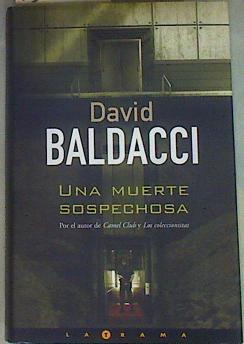 David
BALDACCI
UNA MUERTE
SOSPECHOSA
Por el autor de Camel Club y Los coleccionistas
LA TRAMA